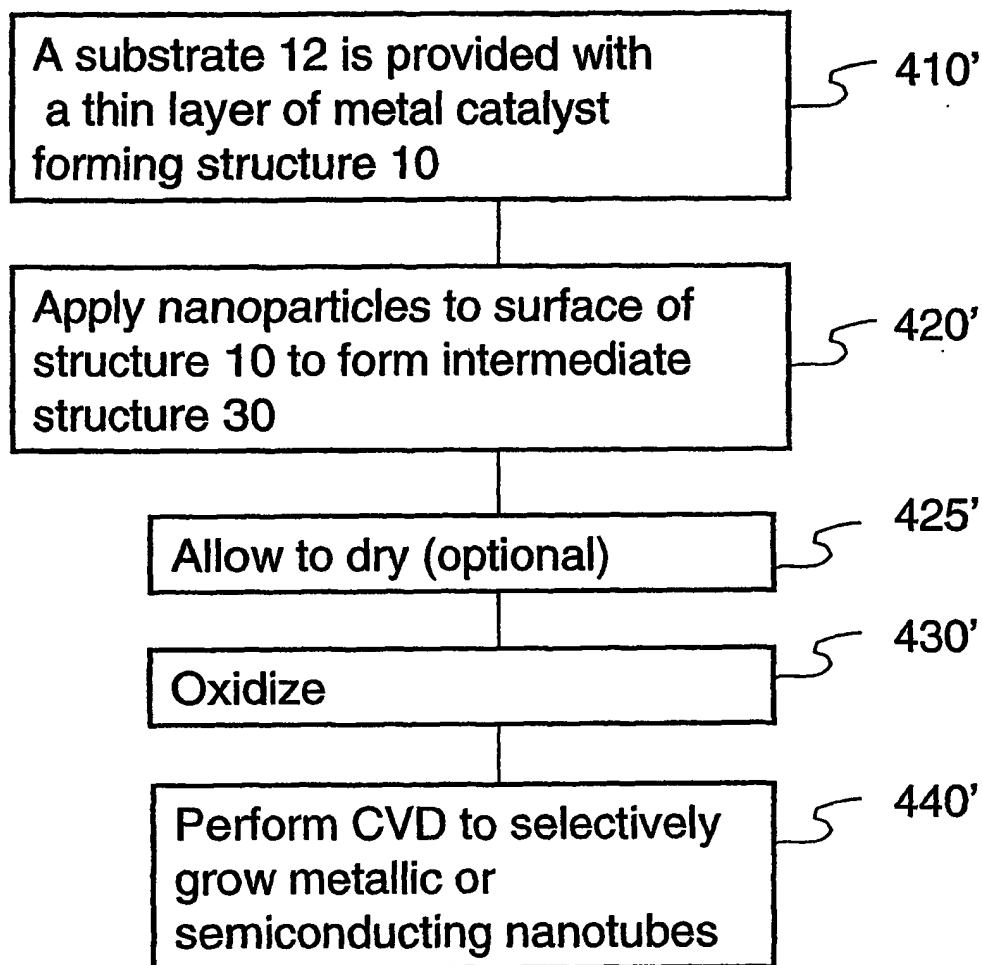 A substrate 12 is provided with
a thin layer of metal catalyst
forming structure 10
410'
Apply nanoparticles to surface of
structure 10 to form intermediate
structure 30
420'
Allow to dry (optional)
425'
Oxidize
430'
Perform CVD to selectively
grow metallic or
semiconducting nanotubes
440'